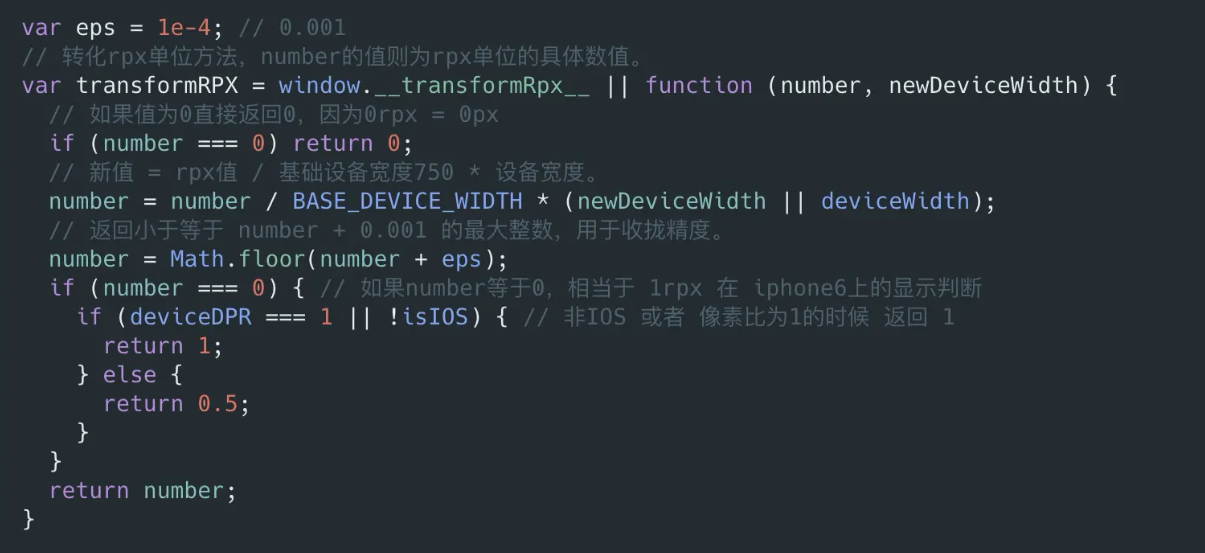 var eps = 1e-4; // 0.001
// 转化rpx单位方法，number的值则为rpx单位的具体数值。
var transformRPX = window.__transformRpx__ || function (number, newDeviceWidth) {
  // 如果值为0直接返回0，因为0rpx = 0px
  if (number === 0) return 0;
  // 新值 = rpx值 / 基础设备宽度750 * 设备宽度。
  number = number / BASE_DEVICE_WIDTH * (newDeviceWidth || deviceWidth);
  // 返回小于等于 number + 0.001 的最大整数，用于收拢精度。
  number = Math.floor(number + eps);
  if (number === 0) { // 如果number等于0，相当于 1rpx 在 iphone6上的显示判断
    if (deviceDPR === 1 || !isIOS) { // 非IOS 或者 像素比为1的时候 返回 1
      return 1;
    } else {
      return 0.5;
    }
  }
  return number;
}